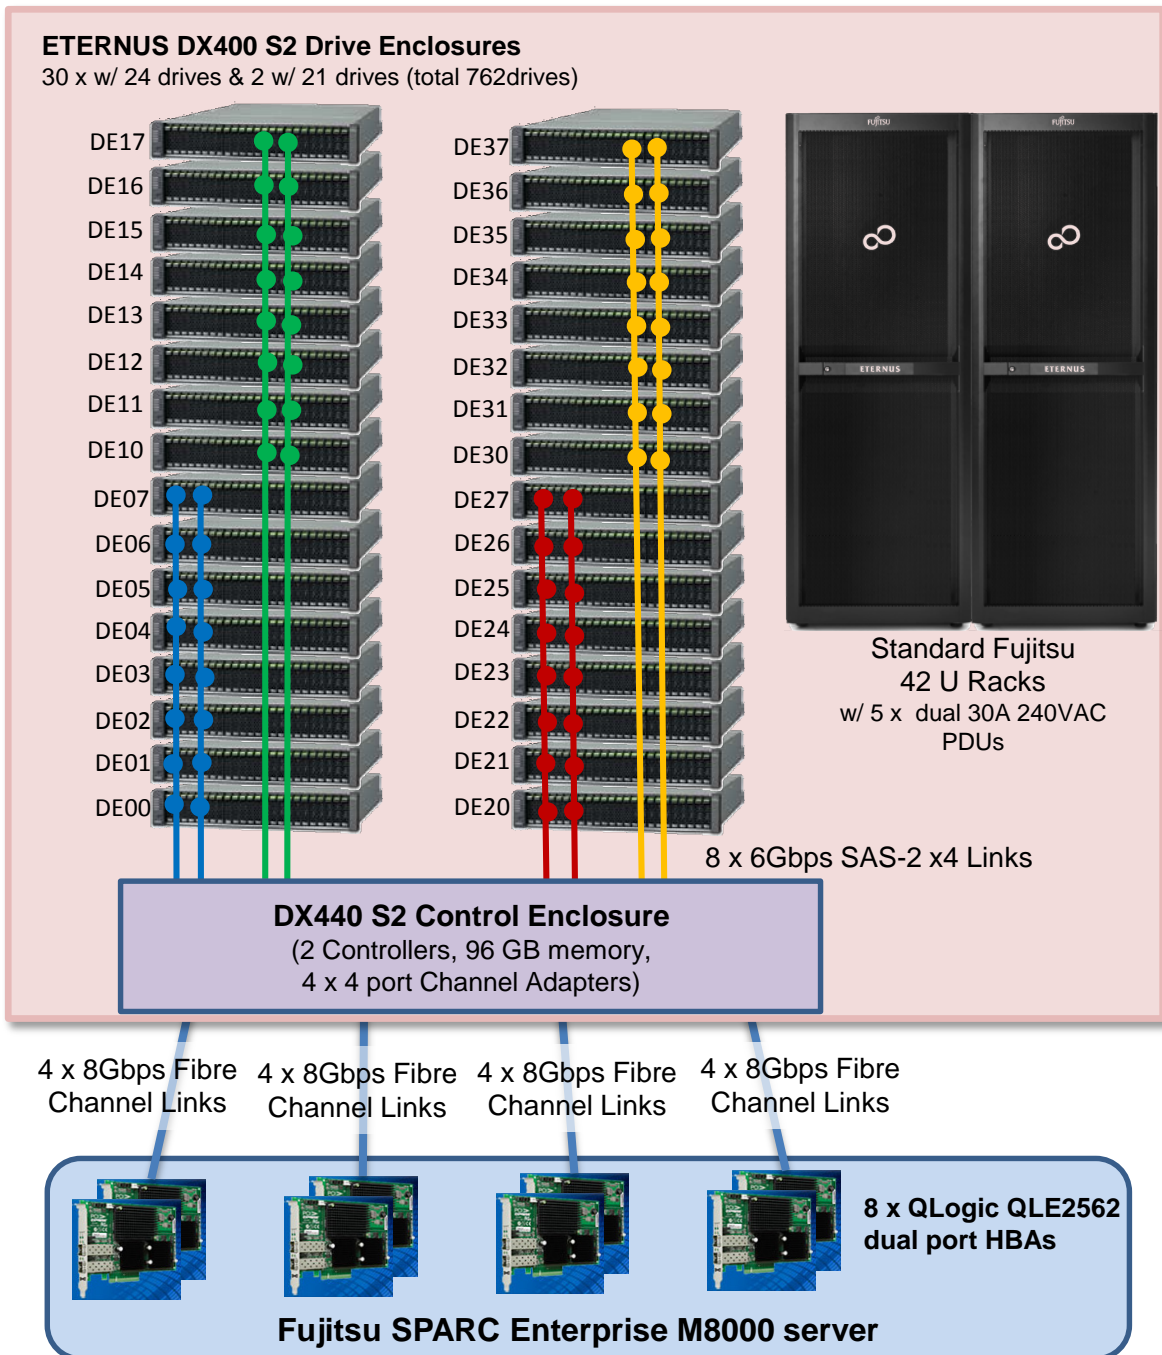 ETERNUS DX400 S2 Drive Enclosures
30 x w/ 24 drives & 2 w/ 21 drives (total 762drives)
DE17
DE16
DE15
DE14
DE13
DE12
DE11
DE10
DE07
DE06
DE05
DE04
DE03
DE02
DE01
DE00
DE37
DE36
DE35
DE34
DE33
DE32
DE31
DE30
DE27
DE26
DE25
DE24
DE23
DE22
DE21
DE20
FUJITSU
FUJITSU
ETERNUS
ETERNUS
Standard Fujitsu
42 U Racks
w/ 5 x dual 30A 240VAC
PDUs
8 x 6Gbps SAS-2 x4 Links
DX440 S2 Control Enclosure
(2 Controllers, 96 GB memory,
4 x 4 port Channel Adapters)
4 x 8Gbps Fibre
Channel Links
4 x 8Gbps Fibre
Channel Links
4 x 8Gbps Fibre
Channel Links
4 x 8Gbps Fibre
Channel Links
8 x QLogic QLE2562
dual port HBAs
Fujitsu SPARC Enterprise M8000 server